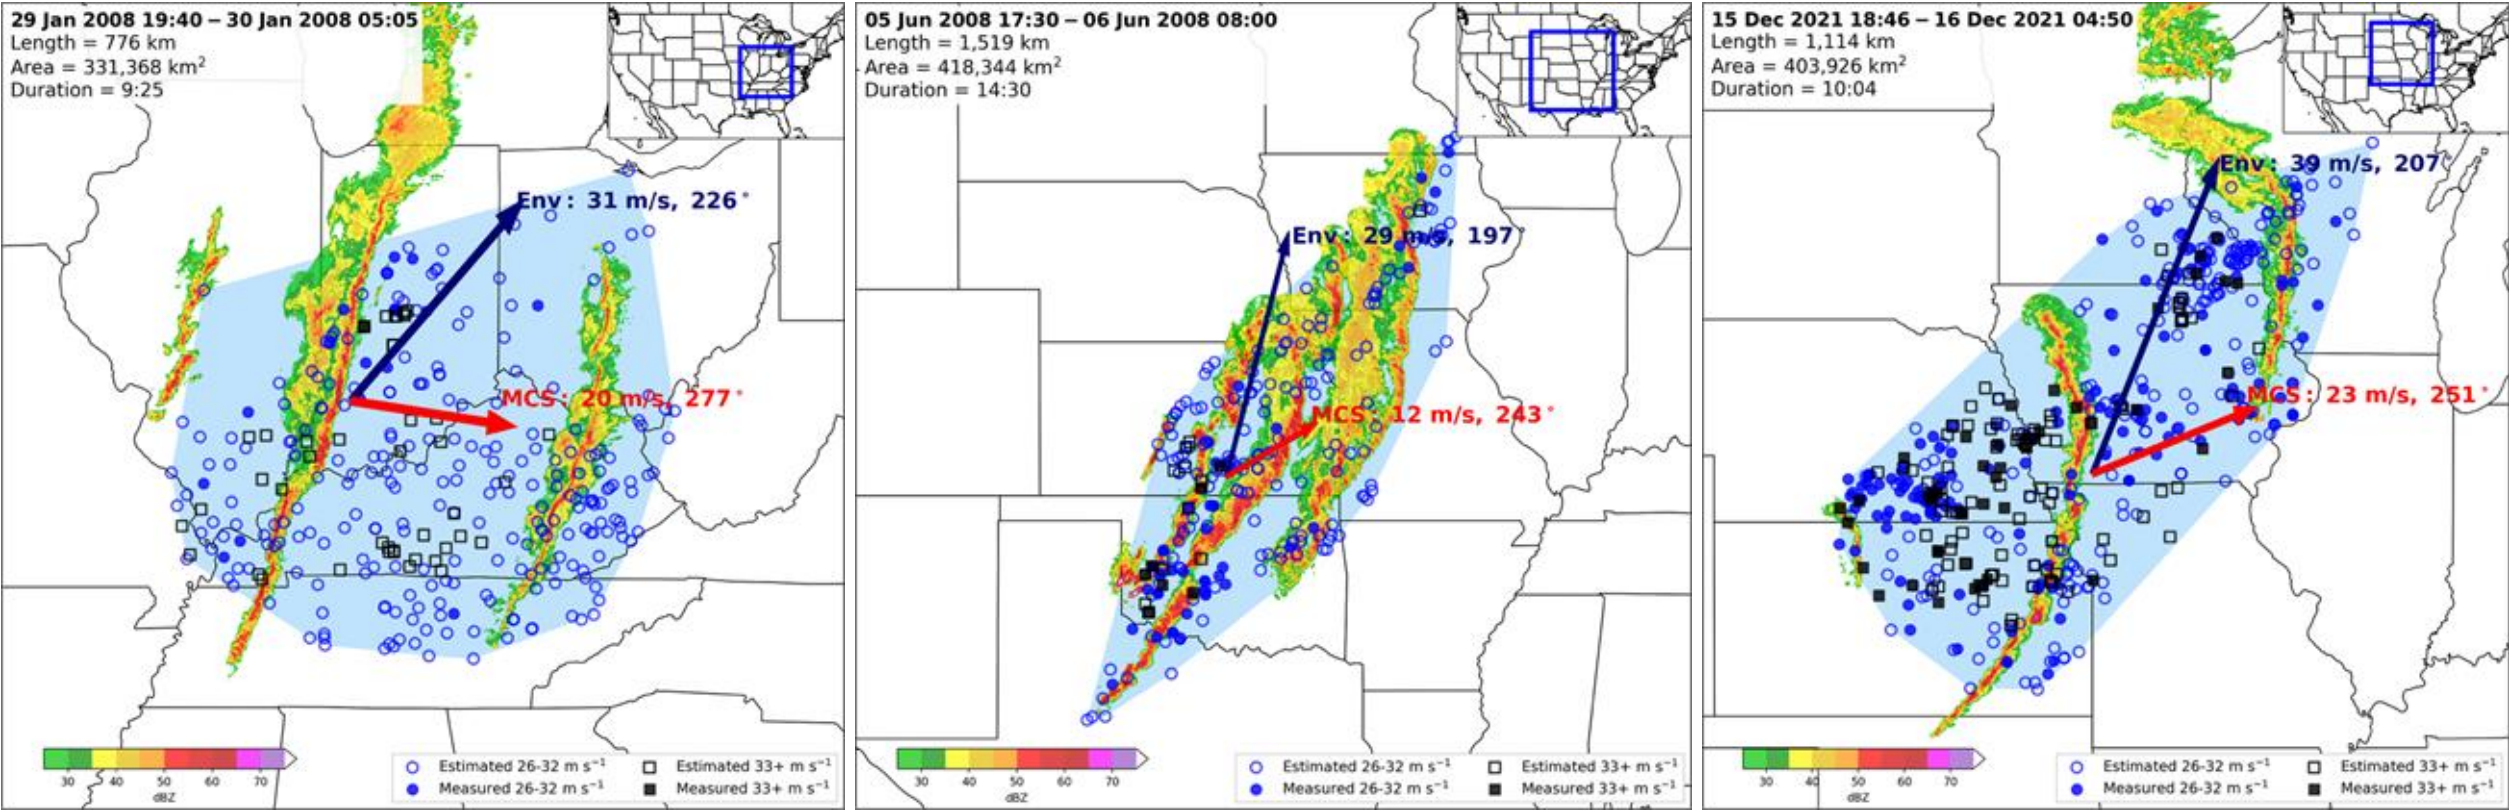 29 Jan 2008 19:40 – 30 Jan 2008 05:05
Length = 776 km
Area = 331,368 km²
Duration = 9:25
Env: 31 m/s, 226°
MCS: 20 m/s, 277°
30 40 50 60 70
dBZ
Estimated 26-32 m s⁻¹
Measured 26-32 m s⁻¹
Estimated 33+ m s⁻¹
Measured 33+ m s⁻¹
05 Jun 2008 17:30 – 06 Jun 2008 08:00
Length = 1,519 km
Area = 418,344 km²
Duration = 14:30
Env: 29 m/s, 197
MCS: 12 m/s, 243°
30 40 50 60 70
dBZ
Estimated 26-32 m s⁻¹
Measured 26-32 m s⁻¹
Estimated 33+ m s⁻¹
Measured 33+ m s⁻¹
15 Dec 2021 18:46 – 16 Dec 2021 04:50
Length = 1,114 km
Area = 403,926 km²
Duration = 10:04
Env: 39 m/s, 207°
MCS: 23 m/s, 251°
30 40 50 60 70
dBZ
Estimated 26-32 m s⁻¹
Measured 26-32 m s⁻¹
Estimated 33+ m s⁻¹
Measured 33+ m s⁻¹